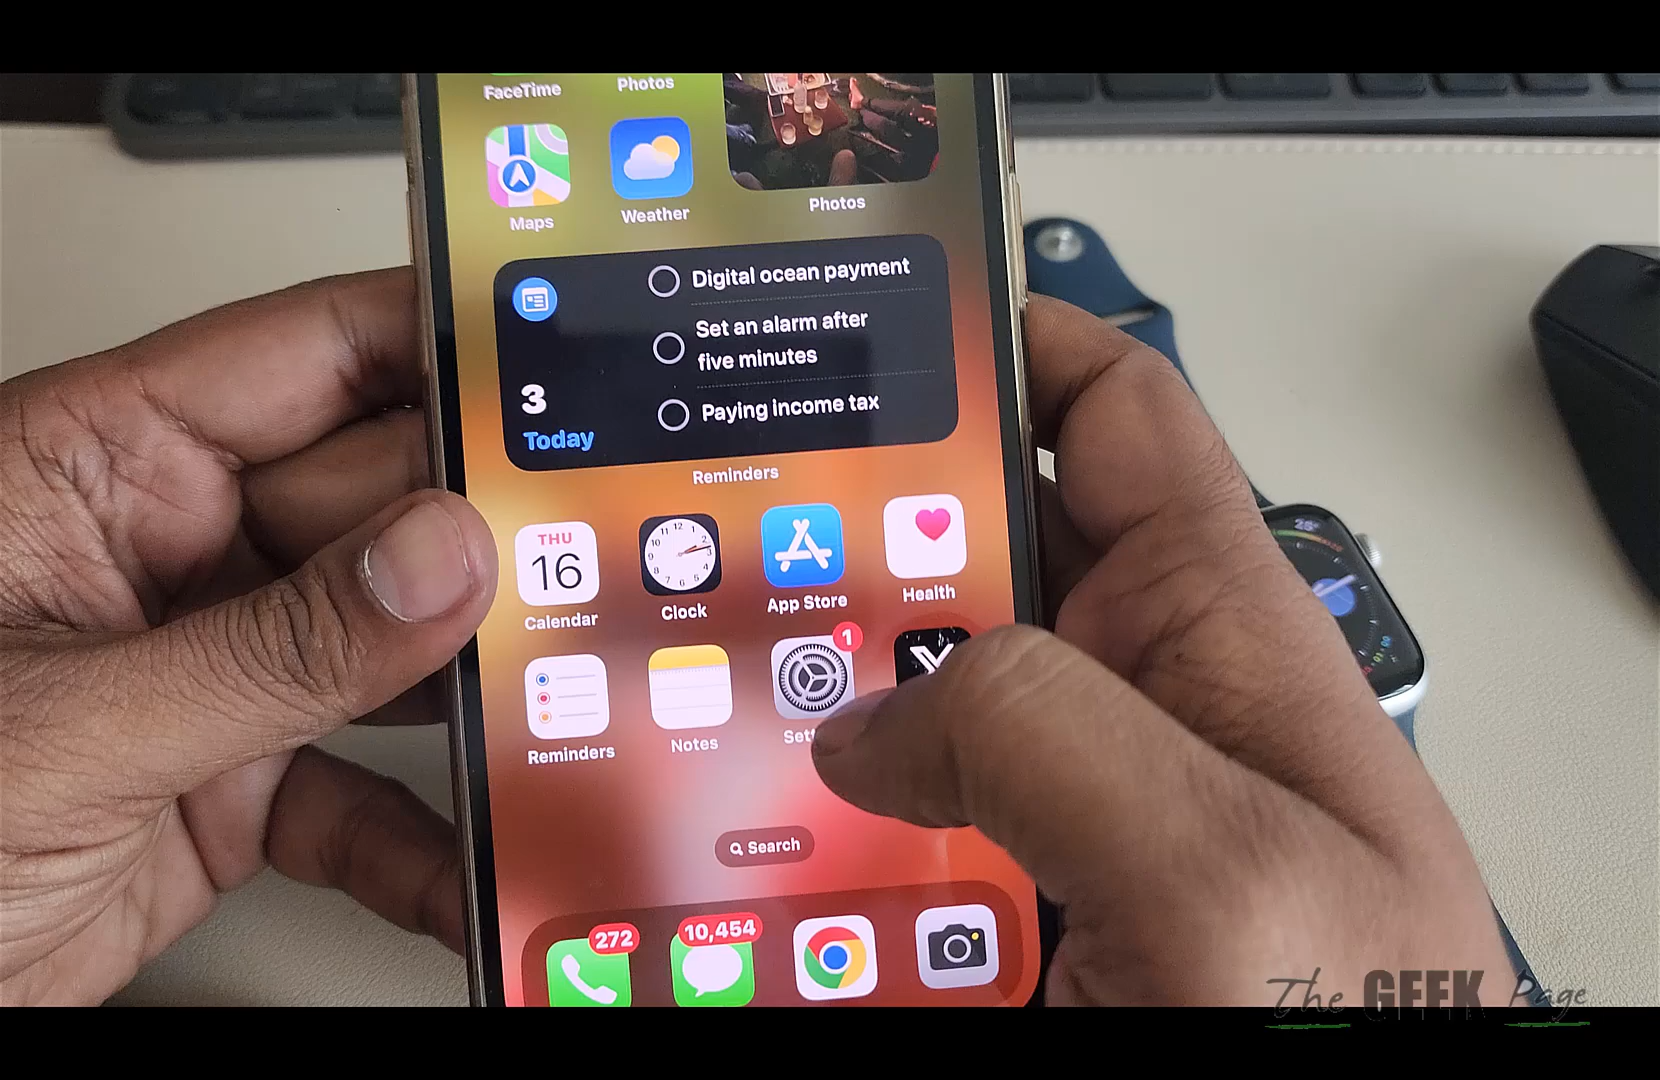 FaceTime
Photos
Maps
Weather
Photos
Digital ocean payment
Set an alarm after
five minutes
Paying income tax
3
Today
Reminders
THU
16
Calendar
Clock
App Store
Health
1
Reminders
Notes
Sett
Search
272
10,454
The GEEK Page